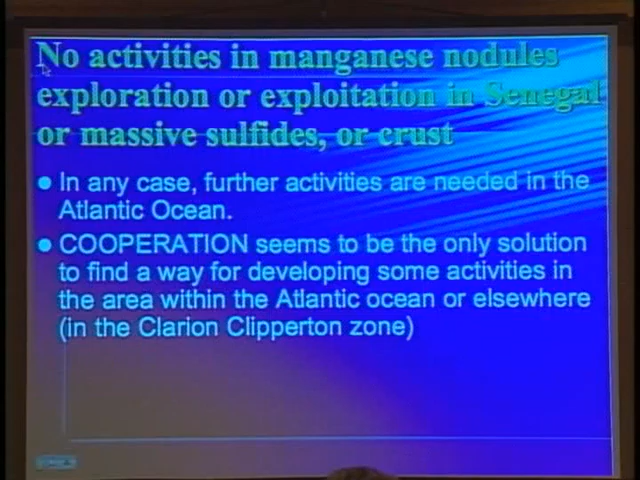 No activities in manganese nodules
exploration or exploitation in Senegal
or massive sulfides, or crust
In any case, further activities are needed in the
Atlantic Ocean.
COOPERATION seems to be the only solution
to find a way for developing some activities in
the area within the Atlantic ocean or elsewhere
(in the Clarion Clipperton zone)